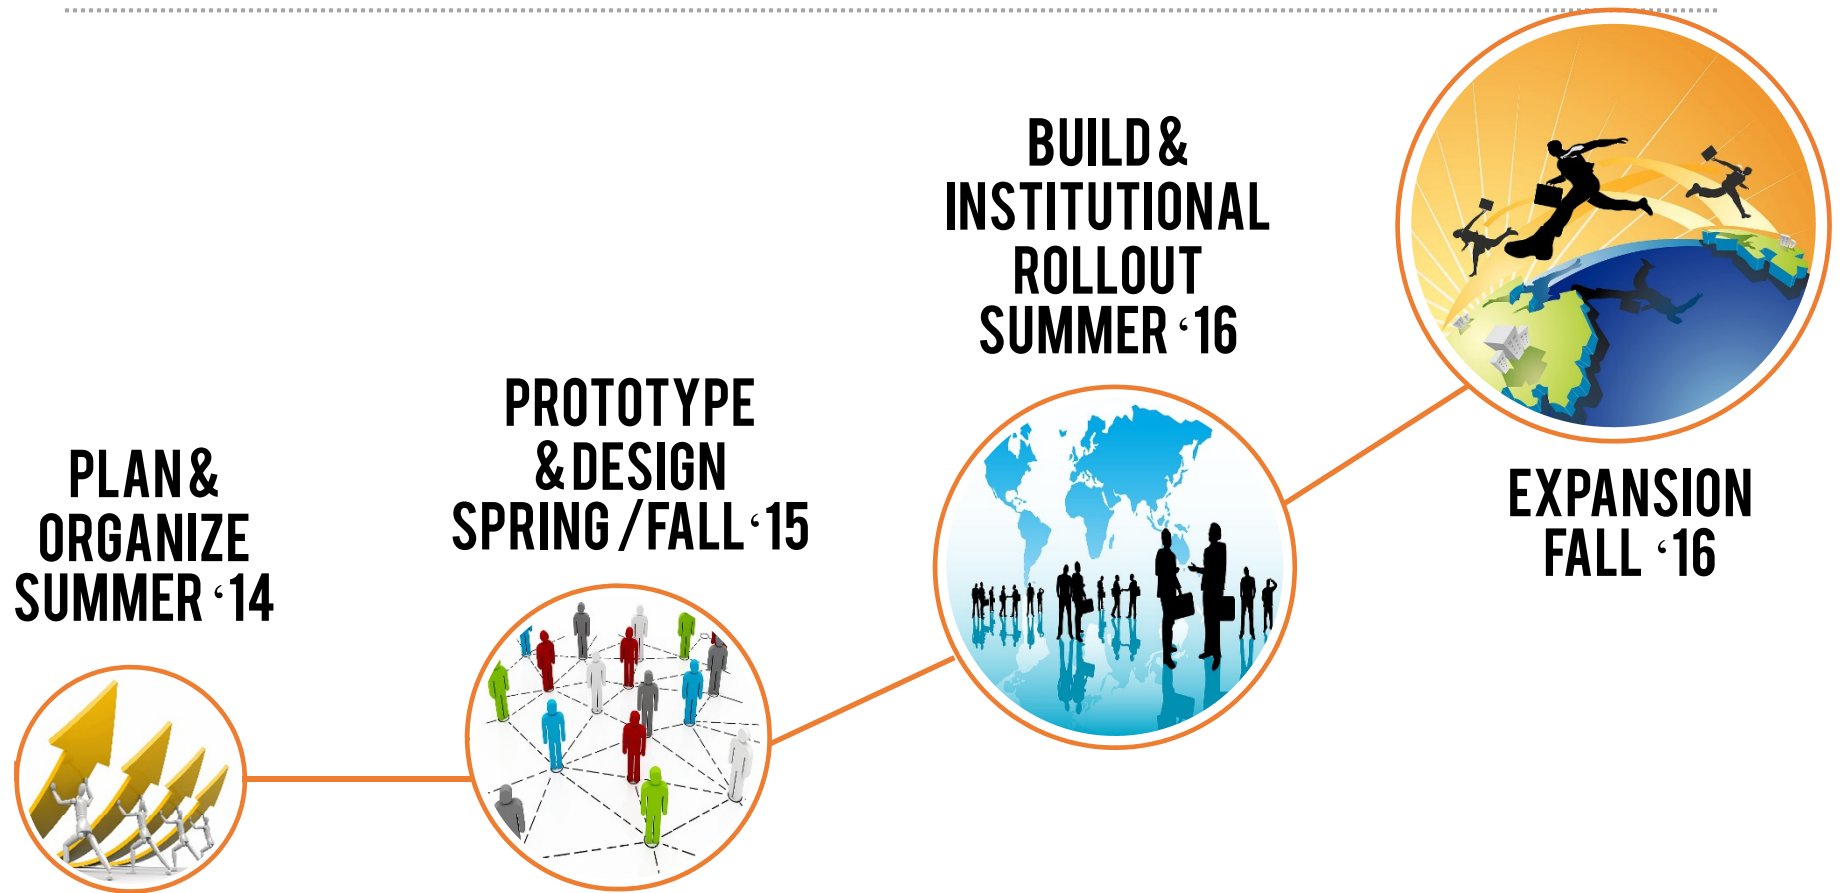 PLAN &
ORGANIZE
SUMMER ‘14
PROTOTYPE
& DESIGN
SPRING / FALL ‘15
BUILD &
INSTITUTIONAL
ROLLOUT
SUMMER ‘16
EXPANSION
FALL ‘16